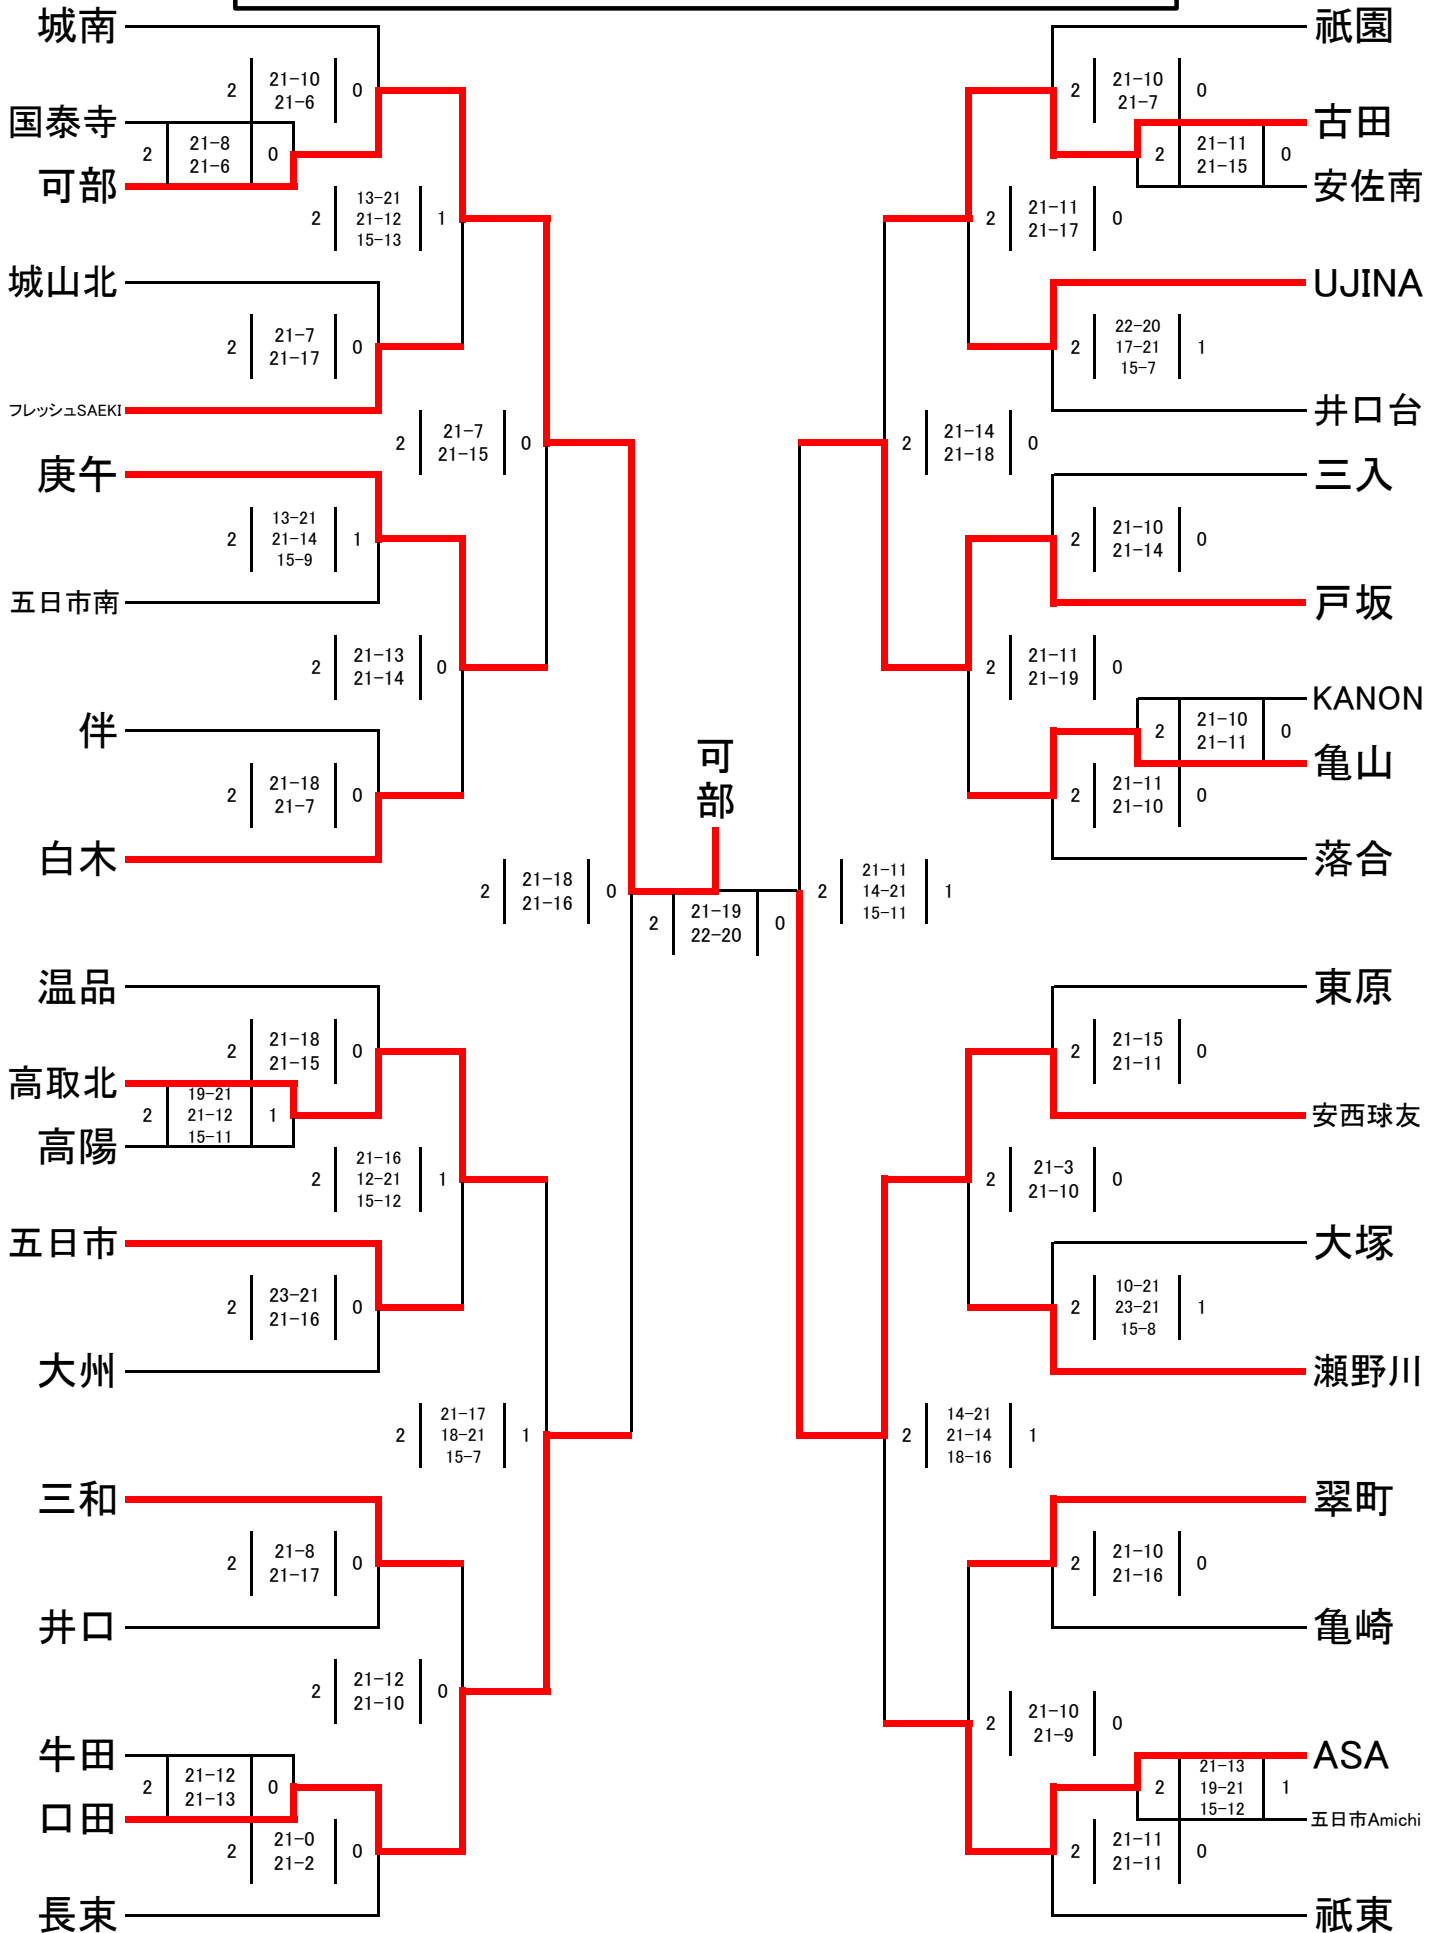 城南
2 21-10 0
21-6
国泰寺
2 21-8 0
21-6
可部
2 13-21 1
21-12
15-13
城山北
2 21-7 0
21-17
フレッシュSAEKI
2 21-7 0
21-15
庚午
2 13-21 1
21-14
15-9
五日市南
2 21-13 0
21-14
伴
2 21-18 0
21-7
白木
2 21-18 0
21-16
温品
2 21-18 0
21-15
高取北
2 19-21 1
21-12
15-11
高陽
2 21-16 1
12-21
15-12
五日市
2 23-21 0
21-16
大州
2 21-17 1
18-21
15-7
三和
2 21-8 0
21-17
井口
2 21-12 0
21-10
牛田
2 21-12 0
21-13
口田
2 21-0 0
21-2
長束
可
部
2 21-19 0
22-20
祇園
2 21-10 0
21-7
古田
2 21-11 0
21-15
安佐南
2 21-11 0
21-17
UJINA
2 22-20 1
17-21
15-7
井口台
2 21-14 0
21-18
三入
2 21-10 0
21-14
戸坂
2 21-11 0
21-19
KANON
2 21-10 0
21-11
亀山
2 21-11 0
21-10
落合
2 21-11 1
14-21
15-11
東原
2 21-15 0
21-11
安西球友
2 21-3 0
21-10
大塚
2 10-21 1
23-21
15-8
瀬野川
2 14-21 1
21-14
18-16
翠町
2 21-10 0
21-16
亀崎
2 21-10 0
21-9
ASA
2 21-13 1
19-21
15-12
五日市Amichi
2 21-11 0
21-11
祇東